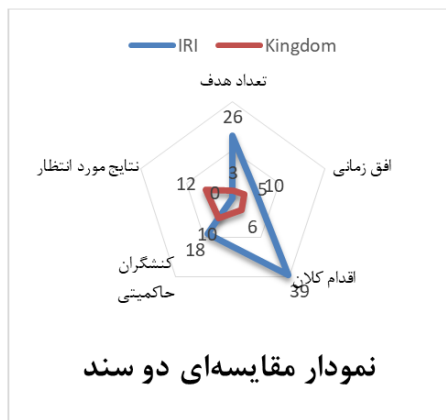 IRI Kingdom
تعداد هدف
26
نتایج مورد انتظار
افق زمانی
3
12
0
5
10
10
6
18
کنشگران
حاکمیتی
اقدام کلان
39
نمودار مقایسه‌ای دو سند